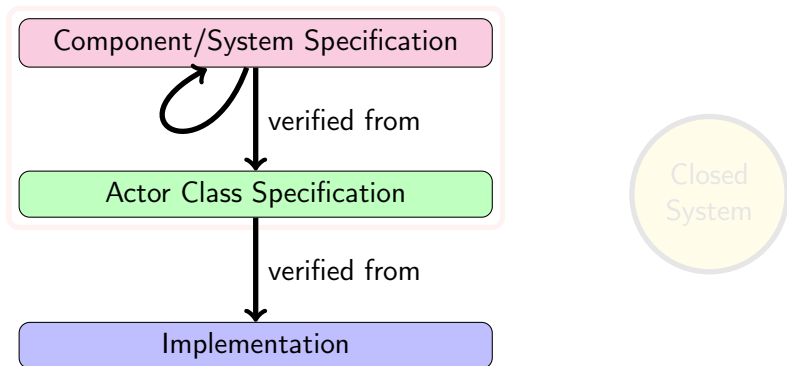 Component/System Specification
verified from
Actor Class Specification
verified from
Implementation
Closed
System